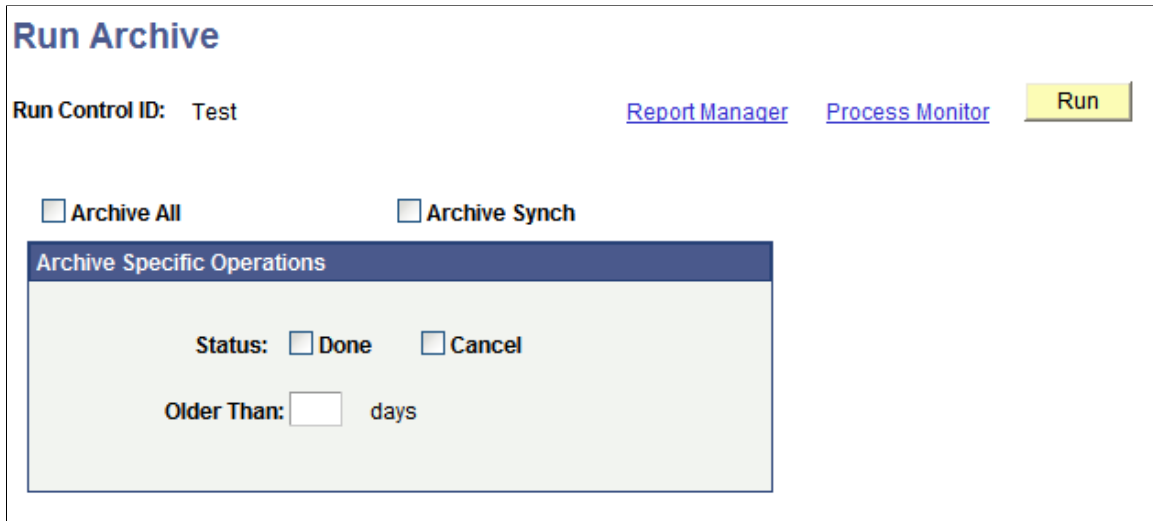 Run Archive
Run Control ID: Test Report Manager Process Monitor Run
Archive All Archive Synch
Archive Specific Operations
Status: Done Cancel
Older Than: days